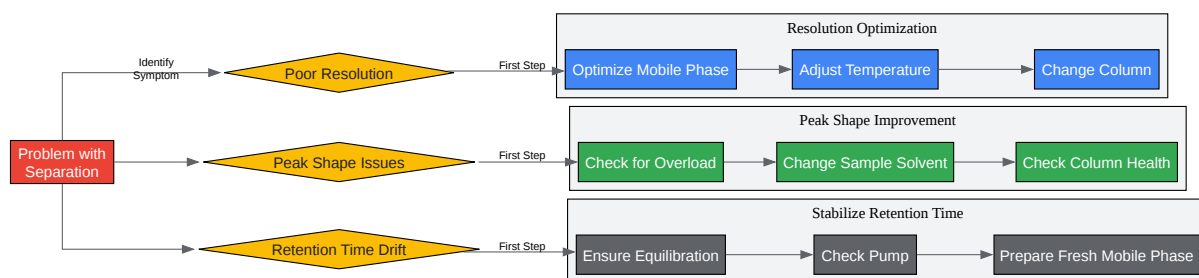 Resolution Optimization
Identify
Symptom
Poor Resolution
First Step
Optimize Mobile Phase
Adjust Temperature
Change Column
Peak Shape Improvement
Problem with
Separation
Peak Shape Issues
First Step
Check for Overload
Change Sample Solvent
Check Column Health
Stabilize Retention Time
Retention Time Drift
First Step
Ensure Equilibration
Check Pump
Prepare Fresh Mobile Phase